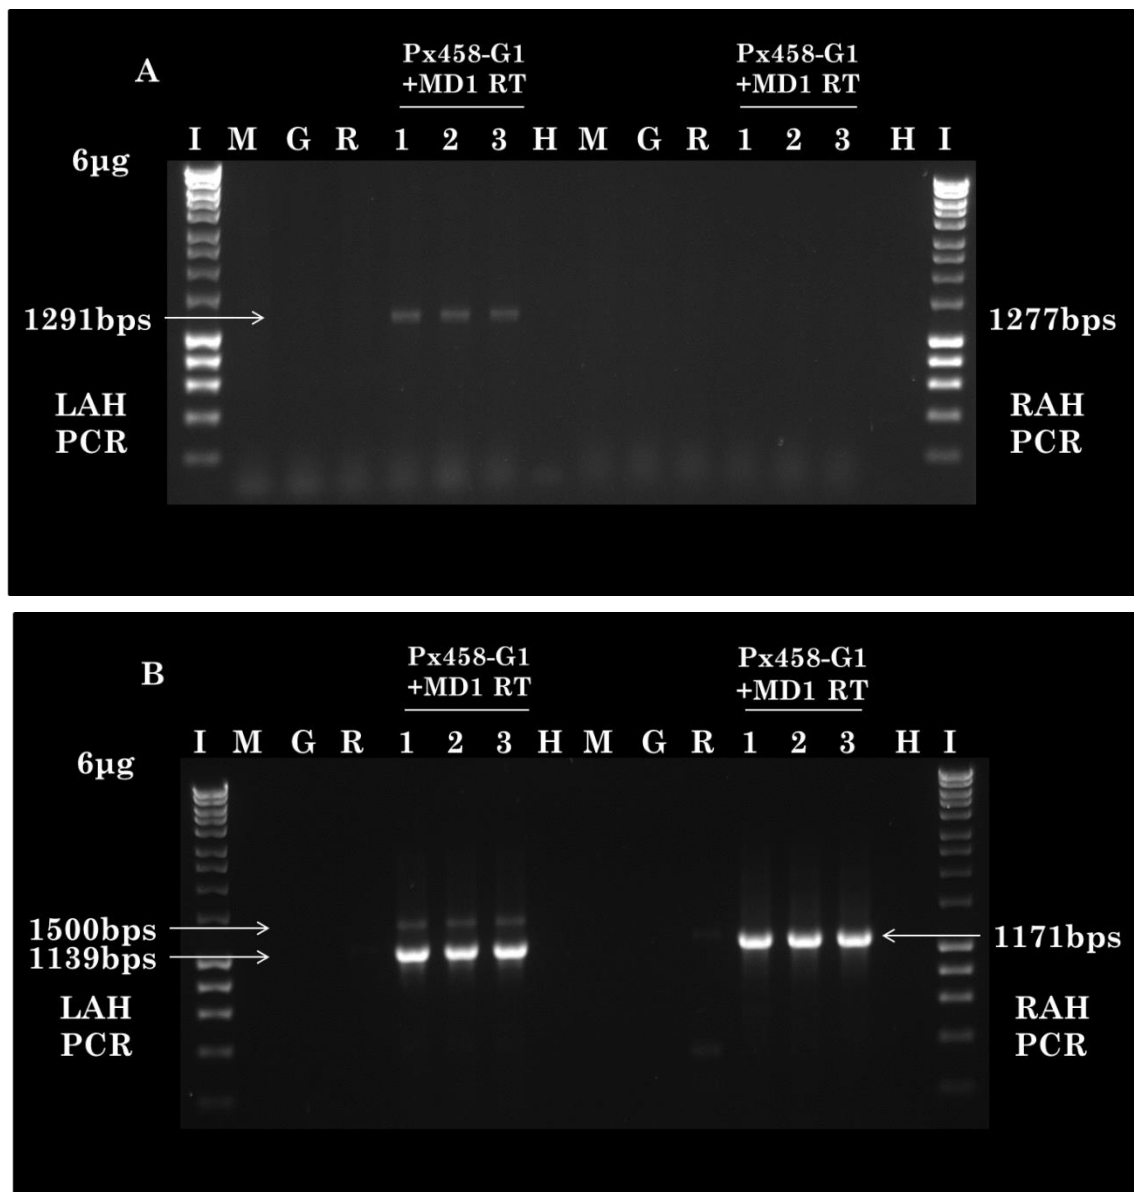 A
Px458-G1
+MD1 RT
Px458-G1
+MD1 RT
I M G R 1 2 3 H M G R 1 2 3 H I
6µg
1291bps
1277bps
LAH
PCR
RAH
PCR
B
Px458-G1
+MD1 RT
Px458-G1
+MD1 RT
I M G R 1 2 3 H M G R 1 2 3 H I
6µg
1500bps
1139bps
1171bps
LAH
PCR
RAH
PCR